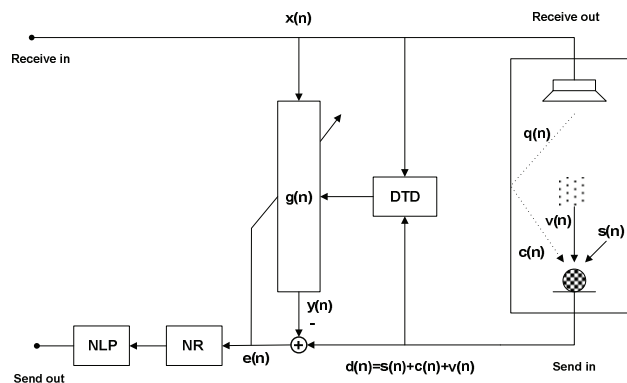 x(n)
Receive out
Receive in
q(n)
g(n)
DTD
v(n)
s(n)
c(n)
y(n)
-
NLP
NR
e(n)
+
d(n)=s(n)+c(n)+v(n)
Send out
Send in